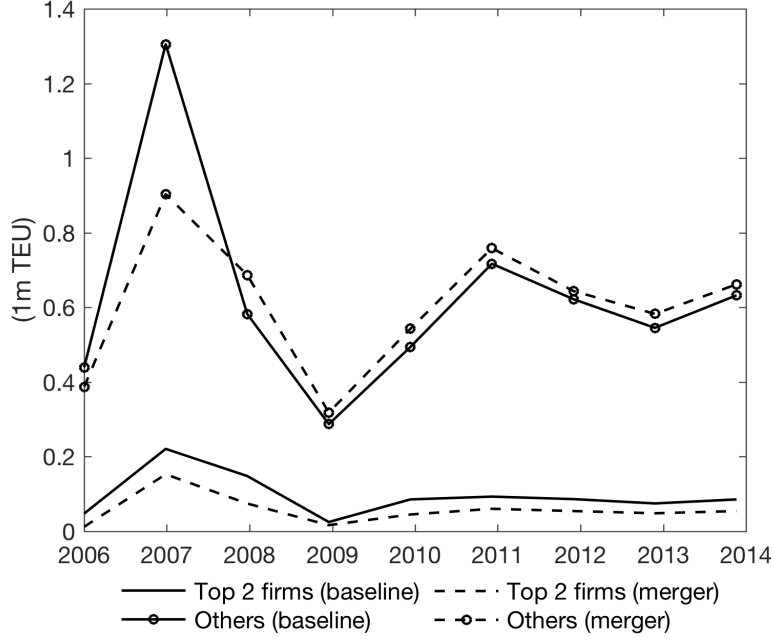 1.4
1.2
1
0.8
0.6
0.4
0.2
0
(1m TEU)
2006 2007 2008 2009 2010 2011 2012 2013 2014
Top 2 firms (baseline) Top 2 firms (merger)
Others (baseline) Others (merger)